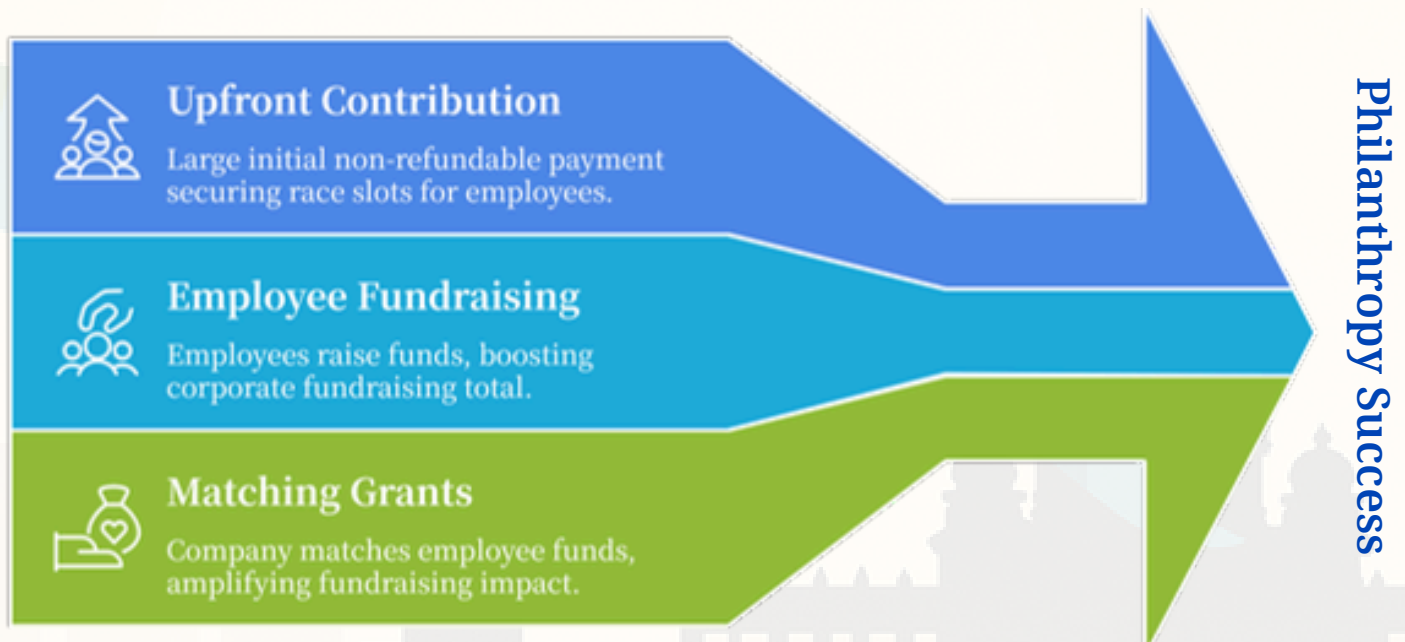 Upfront Contribution
Large initial non-refundable payment
securing race slots for employees.
Employee Fundraising
Employees raise funds, boosting
corporate fundraising total.
Matching Grants
Company matches employee funds,
amplifying fundraising impact.
Philanthropy Success